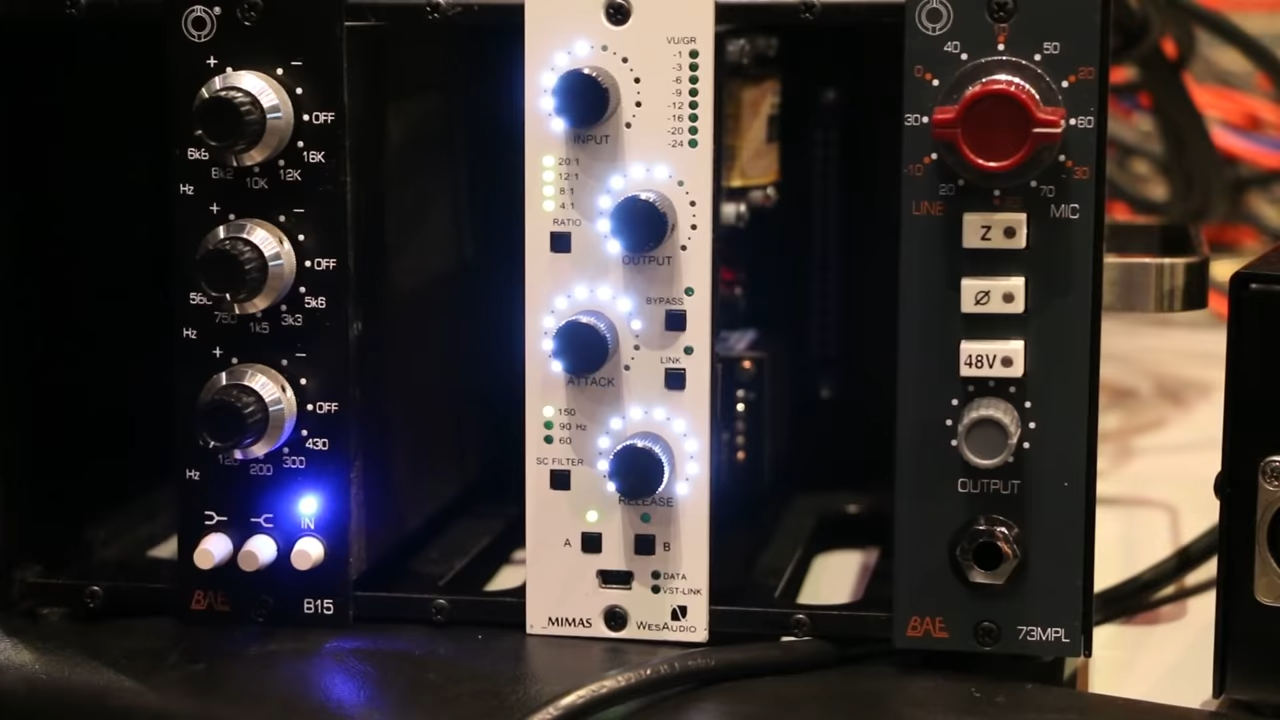 ®
+ −
OFF
6k8 16K
8k2 10K 12K
Hz
+ −
OFF
5k6
750 1k5 3k3
Hz
+ −
OFF
430
120 200 300
Hz
IN
BAE B15
VU/GR
-1
-3
-6
-9
-12
-16
-20
-24
INPUT
20:1
12:1
8:1
4:1
RATIO
OUTPUT
BYPASS
LINK
ATTACK
150
90 Hz
60
SC FILTER
RELEASE
A B
DATA
VST-LINK
_MIMAS WESAUDIO
10
40 50
0 20
30 60
-10 30
20 70
LINE MIC
Z
Ø
48V
OUTPUT
BAE 73MPL